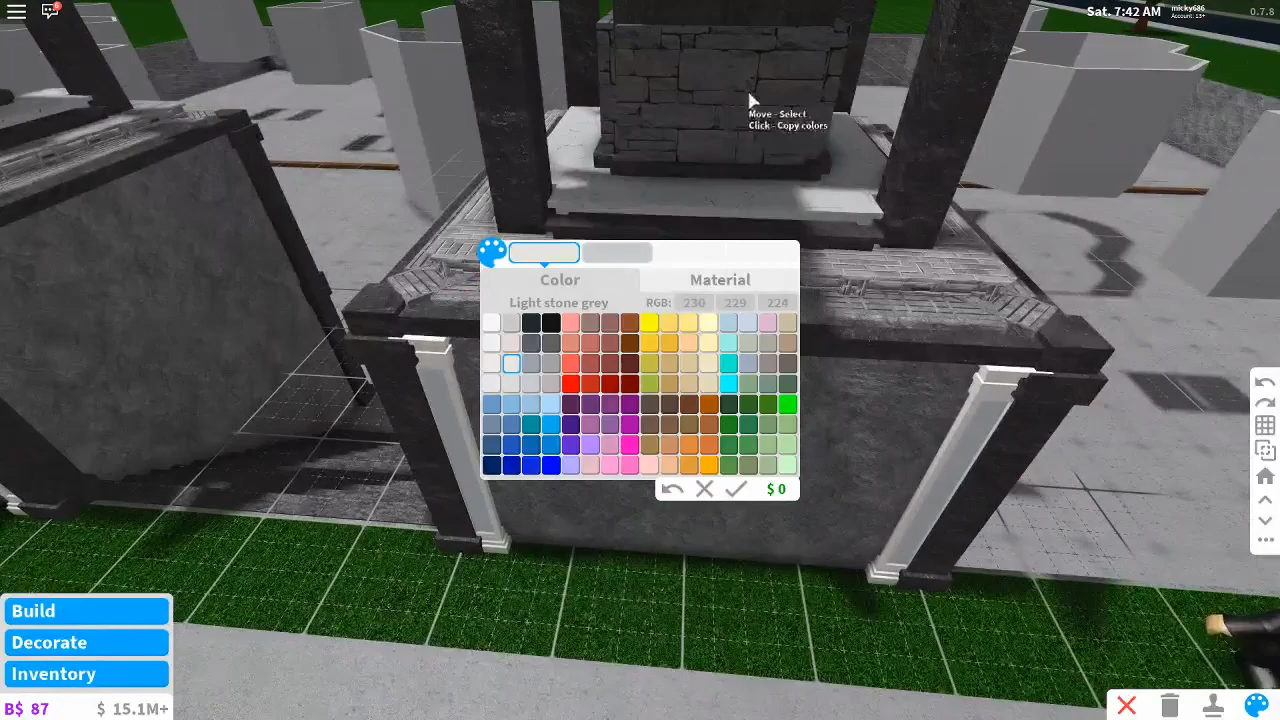 6
Sat. 7:42 AM
micky686
Account: 13+
0.7.8
Move - Select
Click - Copy colors
Color
Material
Light stone grey
RGB: 230 229 224
$ 0
Build
Decorate
Inventory
B$ 87
$ 15.1M+